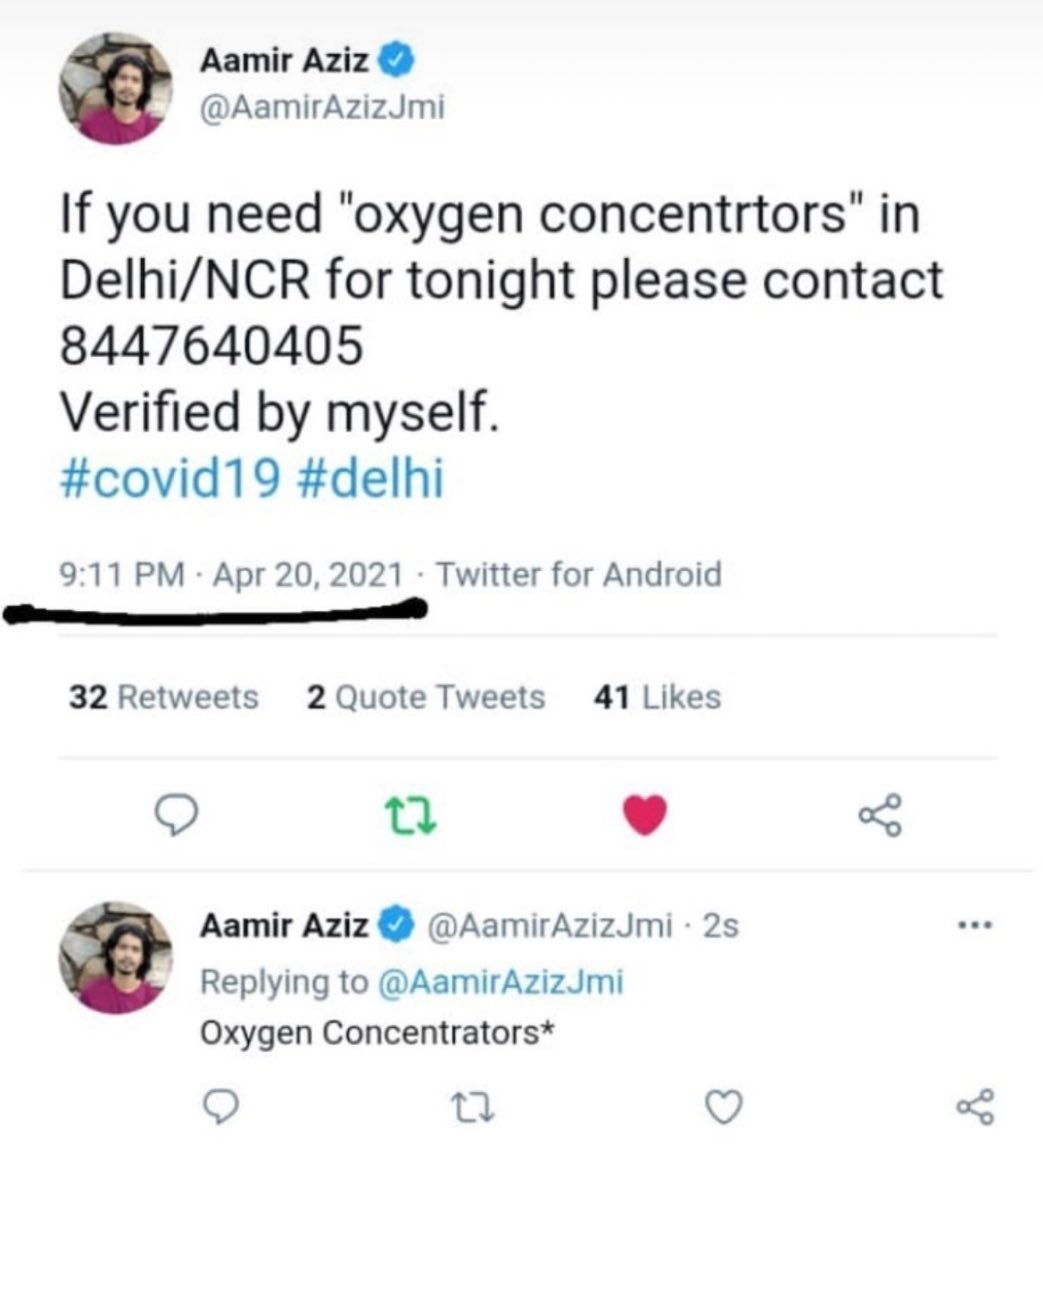 Aamir Aziz
@AamirAzizJmi
If you need "oxygen concentrtors" in
Delhi/NCR for tonight please contact
8447640405
Verified by myself.
#covid19 #delhi
9:11 PM · Apr 20, 2021 · Twitter for Android
32 Retweets 2 Quote Tweets 41 Likes
Aamir Aziz @AamirAzizJmi · 2s
Replying to @AamirAzizJmi
Oxygen Concentrators*